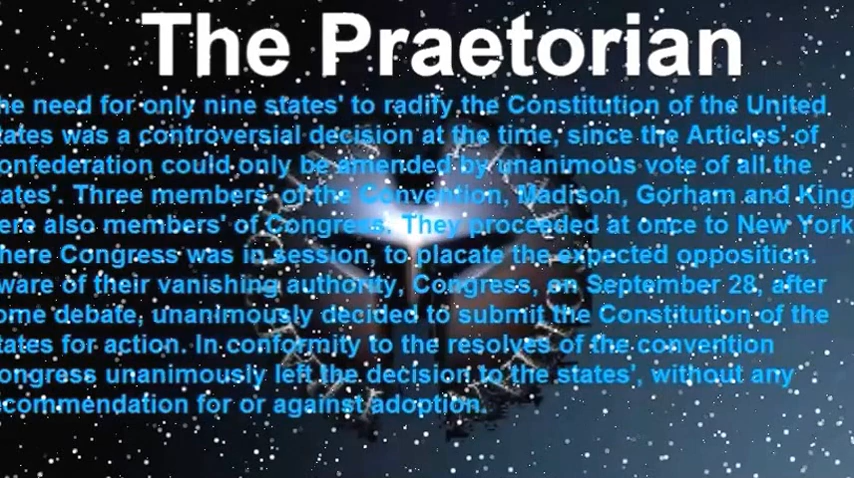 The Praetorian
he need for only nine states' to radify the Constitution of the United
ates was a controversial decision at the time, since the Articles' of
onfederation could only be amended by unanimous vote of all the
ates'. Three members' of the Convention, Madison, Gorham and King
ere also members' of Congress. They proceeded at once to New York
here Congress was in session, to placate the expected opposition.
ware of their vanishing authority, Congress, on September 28, after
ome debate, unanimously decided to submit the Constitution of the
tates for action. In conformity to the resolves of the convention
ongress unanimously left the decision to the states', without any
commendation for or against adoption.